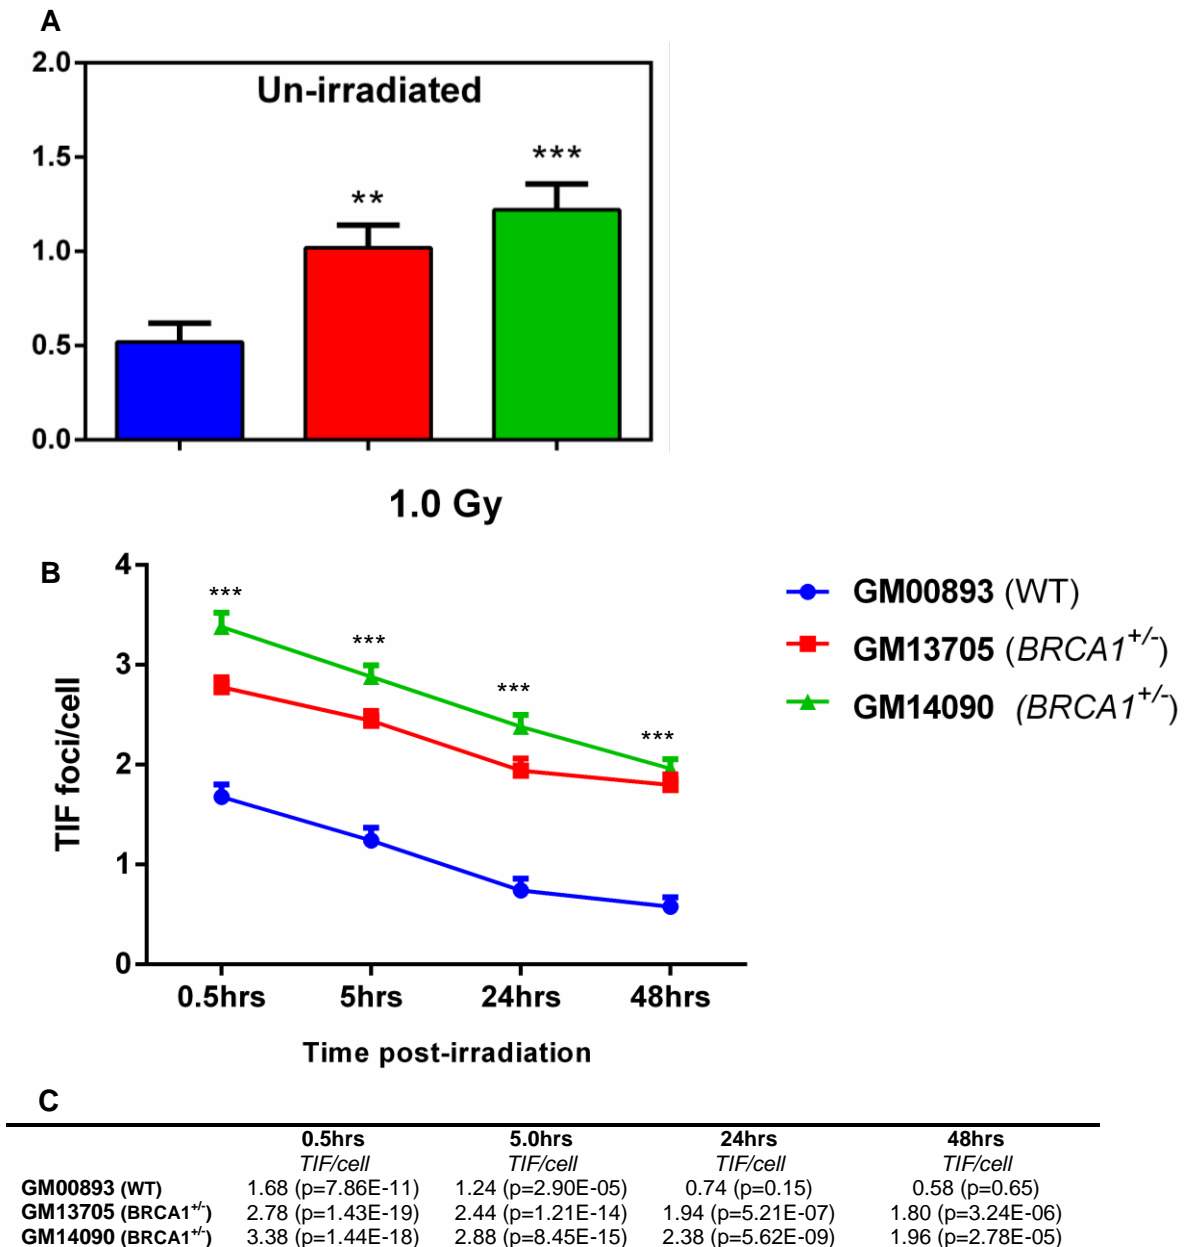 A
2.0
Un-irradiated
1.5
***
**
1.0
0.5
0.0
1.0 Gy
B
4
3
2
1
0
TIF foci/cell
***
***
***
***
0.5hrs 5hrs 24hrs 48hrs
Time post-irradiation
GM00893 (WT)
GM13705 (BRCA1+/-)
GM14090 (BRCA1+/-)
C
0.5hrs 5.0hrs 24hrs 48hrs
TIF/cell TIF/cell TIF/cell TIF/cell
GM00893 (WT) 1.68 (p=7.86E-11) 1.24 (p=2.90E-05) 0.74 (p=0.15) 0.58 (p=0.65)
GM13705 (BRCA1+/-) 2.78 (p=1.43E-19) 2.44 (p=1.21E-14) 1.94 (p=5.21E-07) 1.80 (p=3.24E-06)
GM14090 (BRCA1+/-) 3.38 (p=1.44E-18) 2.88 (p=8.45E-15) 2.38 (p=5.62E-09) 1.96 (p=2.78E-05)